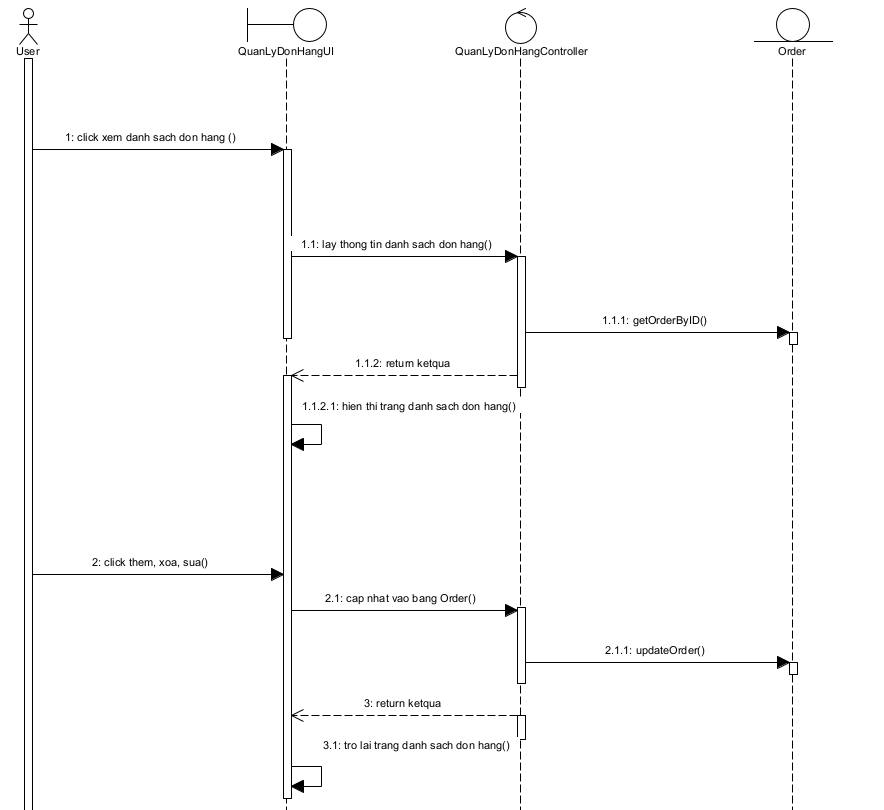 User
QuanLyDonHangUI
QuanLyDonHangController
Order
1: click xem danh sach don hang ()
1.1: lay thong tin danh sach don hang()
1.1.1: getOrderByID()
1.1.2: return ketqua
1.1.2.1: hien thi trang danh sach don hang()
2: click them, xoa, sua()
2.1: cap nhat vao bang Order()
2.1.1: updateOrder()
3: return ketqua
3.1: tro lai trang danh sach don hang()